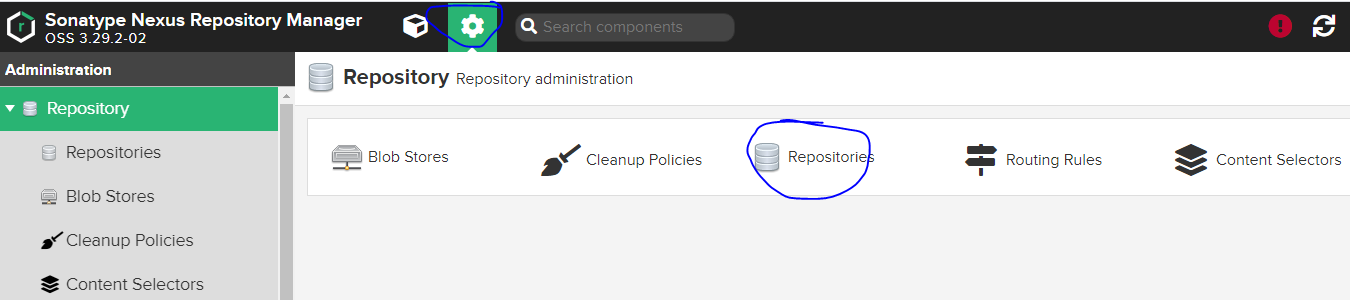 Sonatype Nexus Repository Manager
OSS 3.29.2-02
Search components
Administration
Repository
Repositories
Blob Stores
Cleanup Policies
Content Selectors
Repository Repository administration
Blob Stores
Cleanup Policies
Repositories
Routing Rules
Content Selectors